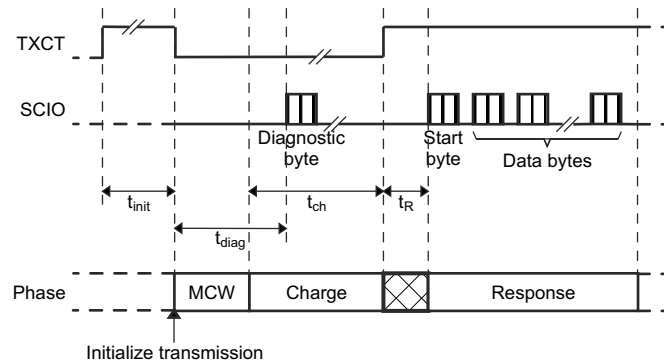 TXCT
SCIO
Diagnostic
byte
Start
byte
Data bytes
tinit
tch
tR
tdiag
Phase
MCW
Charge
Response
Initialize transmission